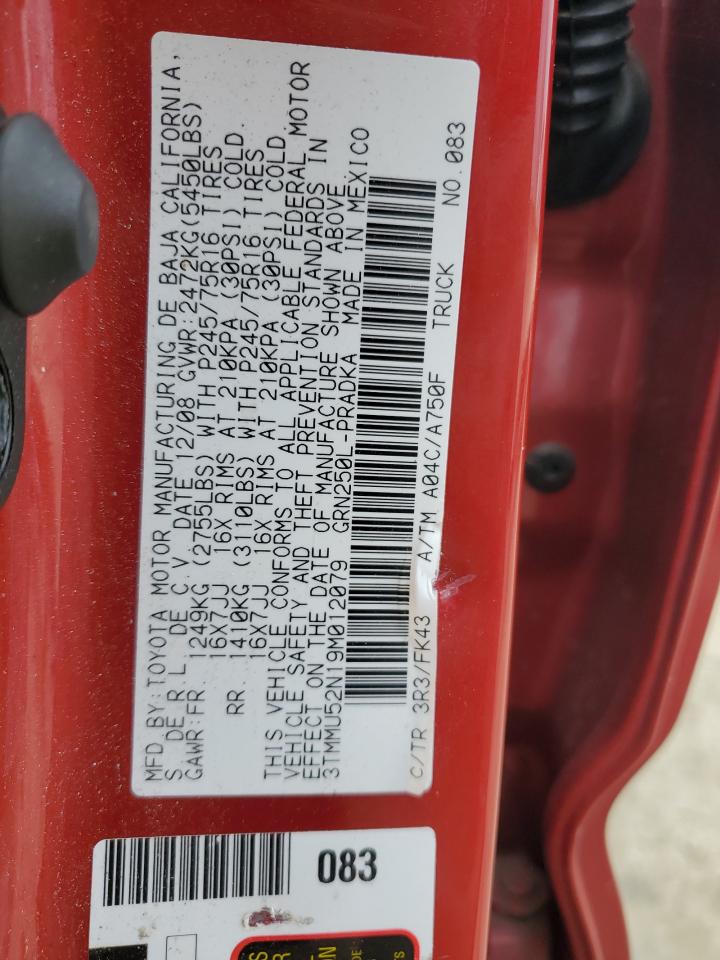 MFD BY:TOYOTA MOTOR MANUFACTURING DE BAJA CALIFORNIA,
S DE R L DE C.V. DATE 12/08 GVWR:2472KG(5450LBS)
GAWR:FR. 1249KG (2755LBS) WITH P245/75R16 TIRES
16X7JJ 16X RIMS AT 210KPA (30PSI) COLD
RR. 1410KG (3110LBS) WITH P245/75R16 TIRES
16X7JJ 16X RIMS AT 210KPA (30PSI) COLD
THIS VEHICLE CONFORMS TO ALL APPLICABLE FEDERAL MOTOR
VEHICLE SAFETY AND THEFT PREVENTION STANDARDS IN
EFFECT ON THE DATE OF MANUFACTURE SHOWN ABOVE
3TMMU52N19M012079 GRN250L-PRADKA MADE IN MEXICO
C/TR 3R3/FK43 A/TM A04C/A750F TRUCK NO.083
083